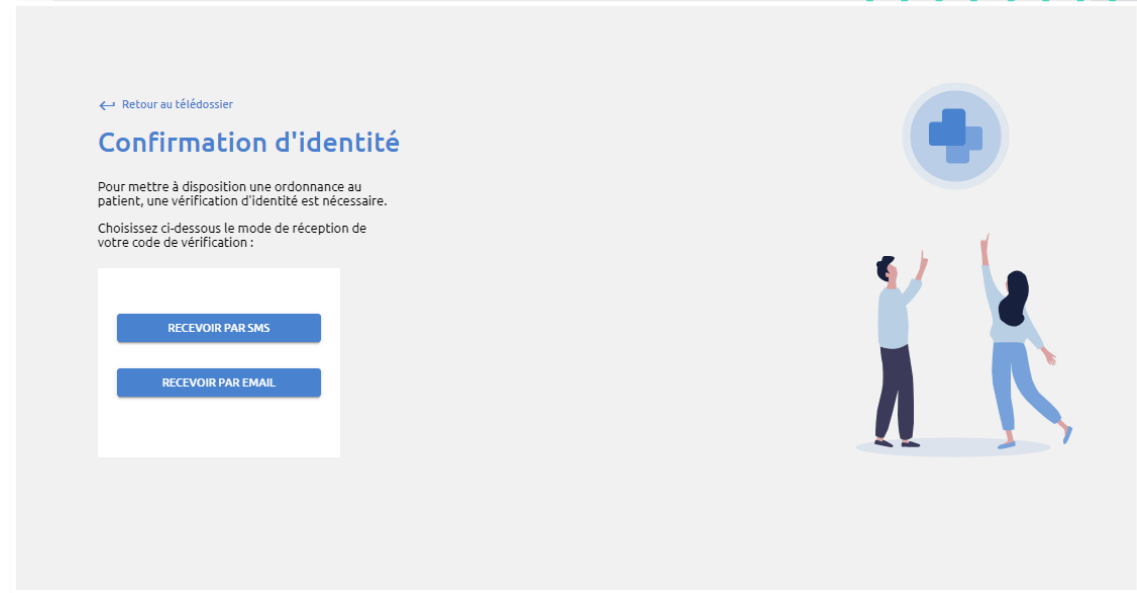 Retour au télédossier
Confirmation d'identité
Pour mettre à disposition une ordonnance au
patient, une vérification d'identité est nécessaire.
Choisissez ci-dessous le mode de réception de
votre code de vérification :
RECEVOIR PAR SMS
RECEVOIR PAR EMAIL